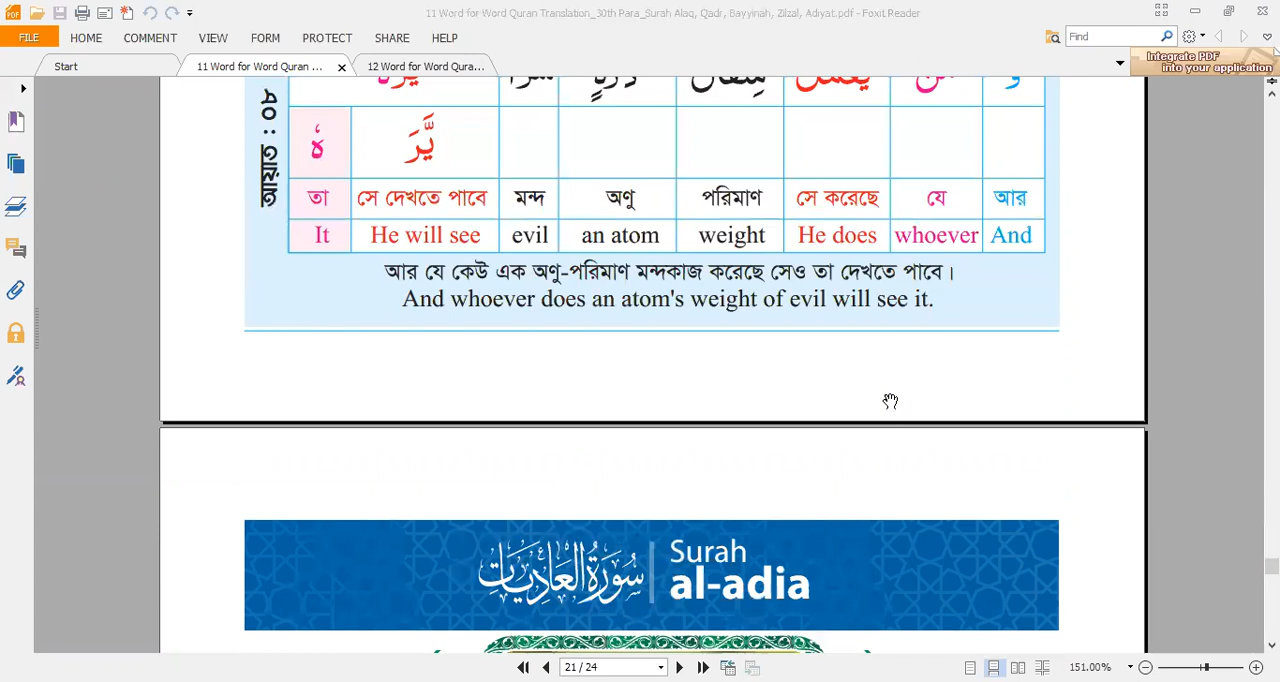 11 Word for Word Quran Translation_30th Para_Surah Alaq, Qadr, Bayyinah, Zilzal, Adiyat.pdf - Foxit Reader
FILE HOME COMMENT VIEW FORM PROTECT SHARE HELP
Find
Integrate PDF
into your application
Start
11 Word for Word Quran ...
12 Word for Word Qura...
আয়াত : ০৮
يَّرَ هٗ
তা সে দেখতে পাবে মন্দ অণু পরিমাণ সে করেছে যে আর
It He will see evil an atom weight He does whoever And
আর যে কেউ এক অণু-পরিমাণ মন্দকাজ করেছে সেও তা দেখতে পাবে।
And whoever does an atom's weight of evil will see it.
سُورَةُ العَادِيَاتِ
Surah
al-adia
21 / 24
151.00%